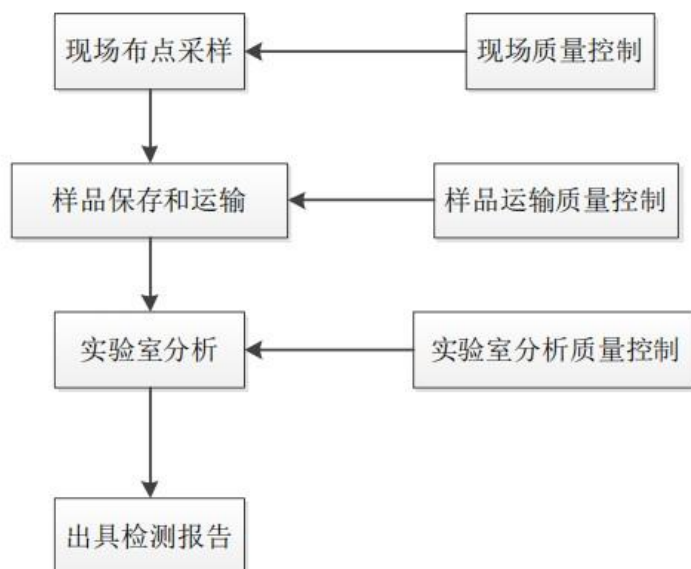 现场布点采样
现场质量控制
样品保存和运输
样品运输质量控制
实验室分析
实验室分析质量控制
出具检测报告